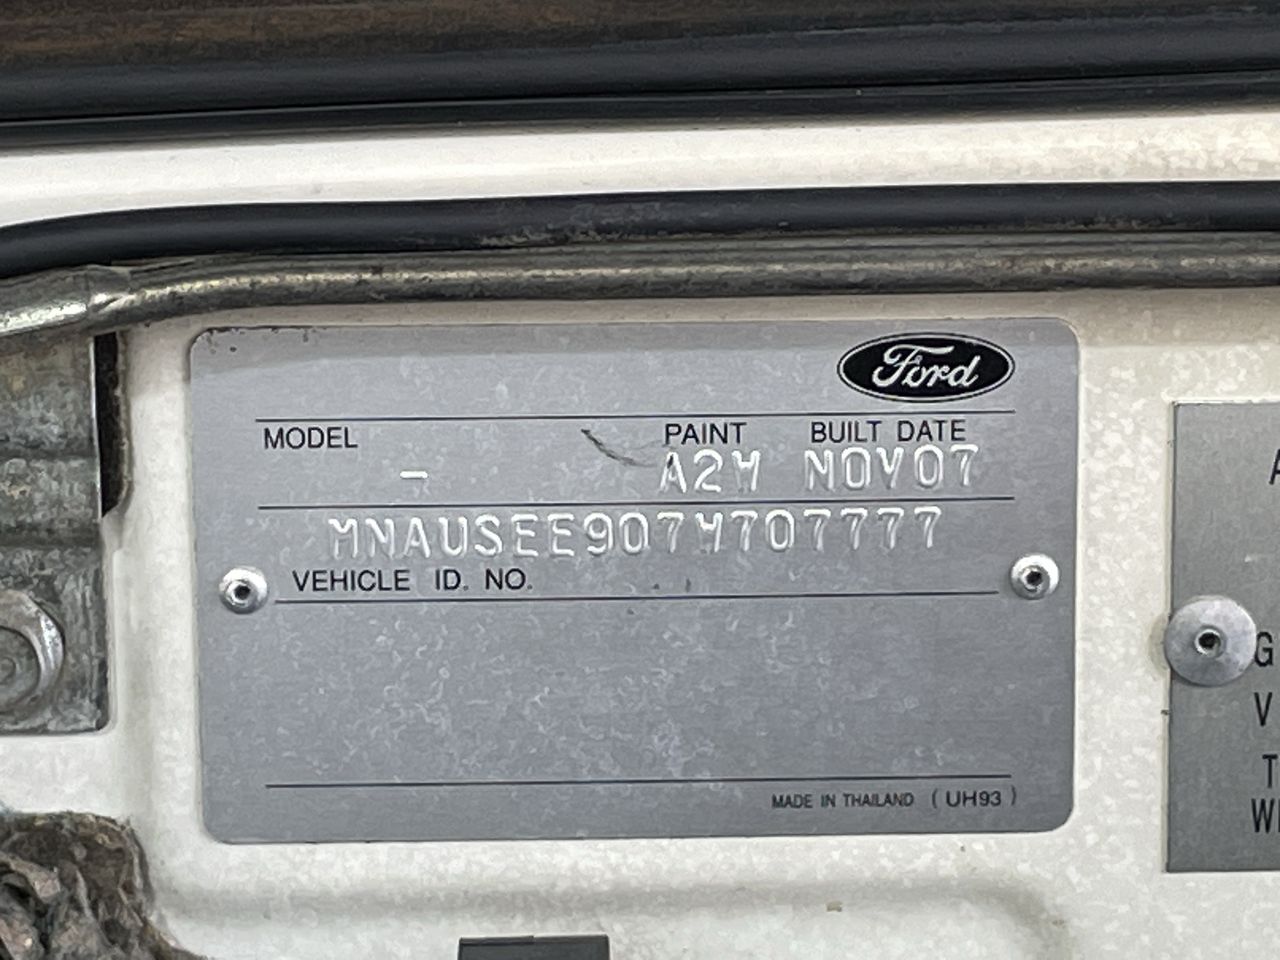 Ford
MODEL PAINT BUILT DATE
- A2W NOV07
MNAUSEE907W707777
VEHICLE ID. NO.
MADE IN THAILAND (UH93)
A
G
V
T